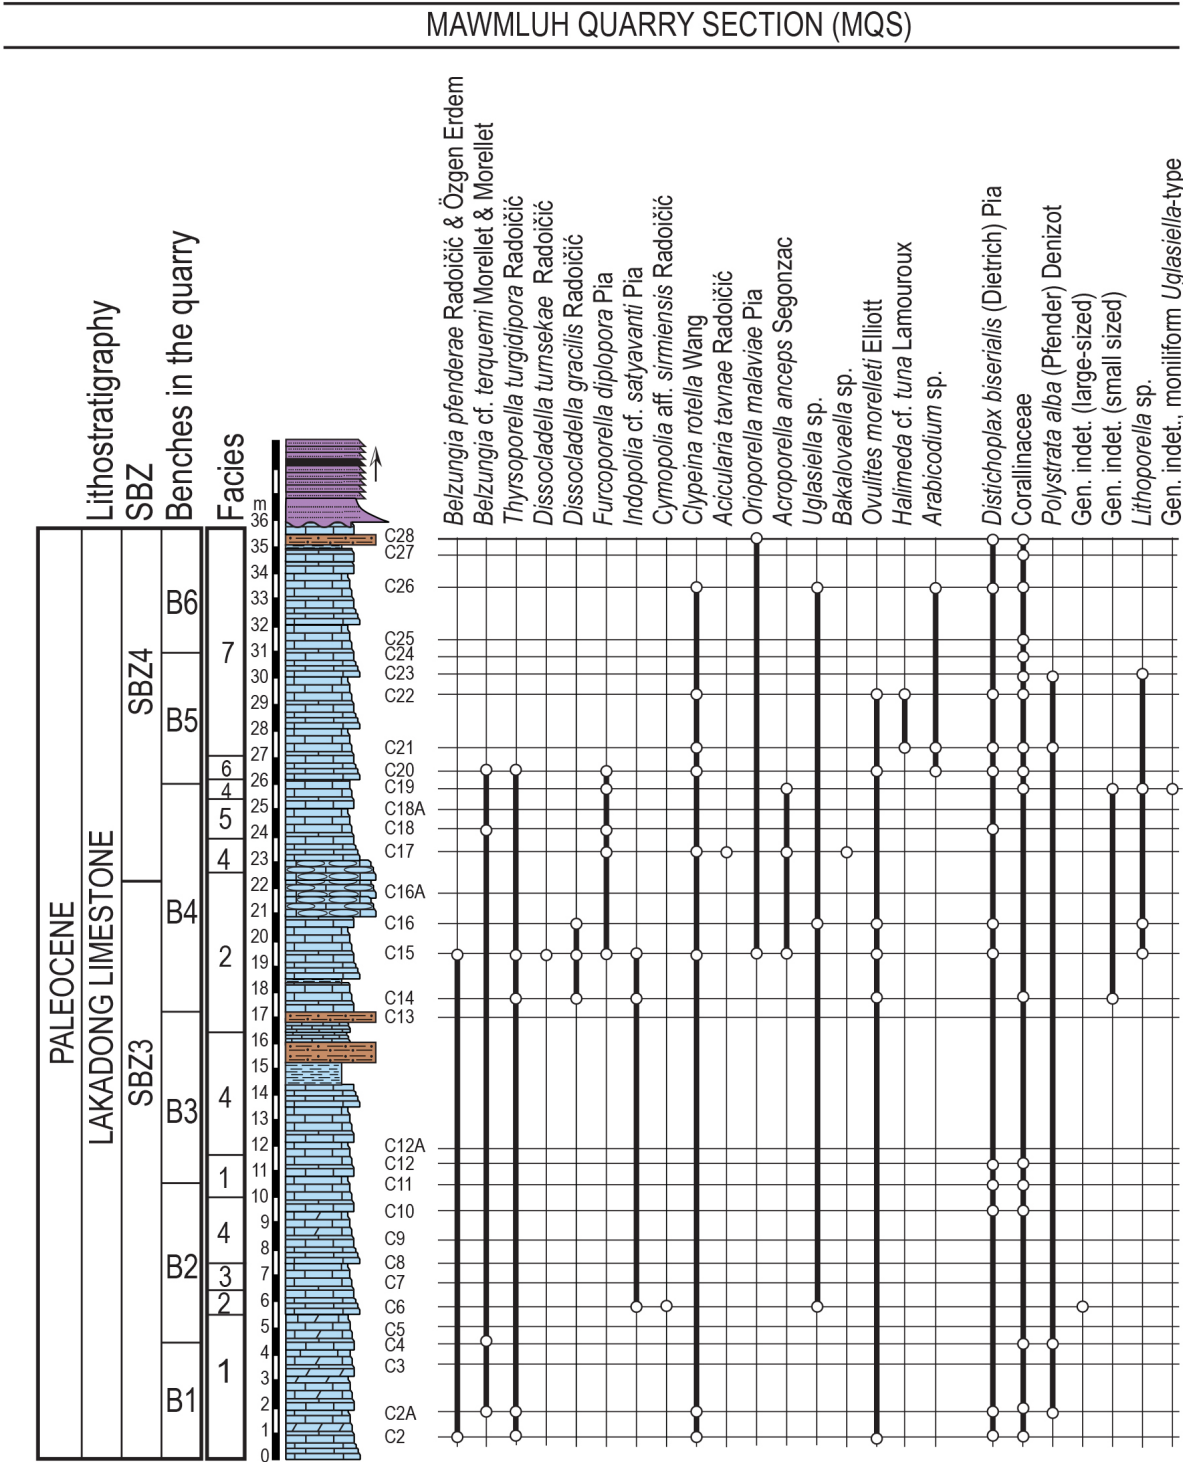 MAWMLUH QUARRY SECTION (MQS)
Lithostratigraphy
SBZ
Benches in the quarry
Facies
m
Belzungia pfenderae Radoičić & Özgen Erdem
Belzungia cf. terquemi Morellet & Morellet
Thyrsoporella turgidipora Radoičić
Dissocladella tumsekae Radoičić
Dissocladella gracilis Radoičić
Furcoporella diplopora Pia
Indopolia cf. satyavanti Pia
Cymopolia aff. sirmiensis Radoičić
Clypeina rotella Wang
Acicularia tavnae Radoičić
Orioporella malaviae Pia
Acroporella anceps Segonzac
Uglasiella sp.
Bakalovaella sp.
Ovulites morelleti Elliott
Halimeda cf. tuna Lamouroux
Arabicodium sp.
Distichoplax biserialis (Dietrich) Pia
Corallinaceae
Polystrata alba (Pfender) Denizot
Gen. indet. (large-sized)
Gen. indet. (small sized)
Lithoporella sp.
Gen. indet., moniliform Uglasiella-type
PALEOCENE
LAKADONG LIMESTONE
SBZ4
SBZ3
B6
B5
B4
B3
B2
B1
7
6
4
5
4
2
4
1
4
3
2
1
36
35
34
33
32
31
30
29
28
27
26
25
24
23
22
21
20
19
18
17
16
15
14
13
12
11
10
9
8
7
6
5
4
3
2
1
0
C28
C27
C26
C25
C24
C23
C22
C21
C20
C19
C18A
C18
C17
C16A
C16
C15
C14
C13
C12A
C12
C11
C10
C9
C8
C7
C6
C5
C4
C3
C2A
C2